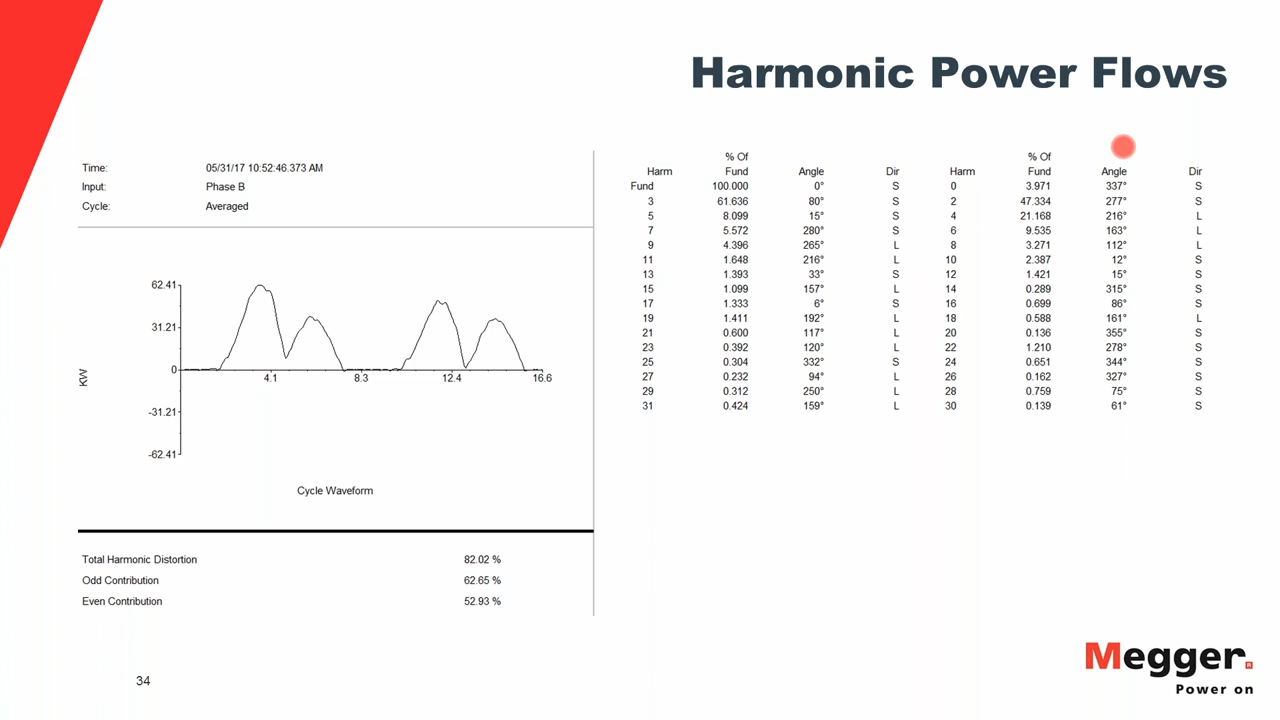 Harmonic Power Flows
Time: 05/31/17 10:52:46.373 AM
Input: Phase B
Cycle: Averaged
62.41
31.21
0
-31.21
-62.41
KW
4.1 8.3 12.4 16.6
Cycle Waveform
Total Harmonic Distortion 82.02 %
Odd Contribution 62.65 %
Even Contribution 52.93 %
% Of % Of
Harm Fund Angle Dir Harm Fund Angle Dir
Fund 100.000 0° S 0 3.971 337° S
3 61.636 80° S 2 47.334 277° S
5 8.099 15° S 4 21.168 216° L
7 5.572 280° S 6 9.535 163° L
9 4.396 265° L 8 3.271 112° L
11 1.648 216° L 10 2.387 12° S
13 1.393 33° S 12 1.421 15° S
15 1.099 157° L 14 0.289 315° S
17 1.333 6° S 16 0.699 86° S
19 1.411 192° L 18 0.588 161° L
21 0.600 117° L 20 0.136 355° S
23 0.392 120° L 22 1.210 278° S
25 0.304 332° S 24 0.651 344° S
27 0.232 94° L 26 0.162 327° S
29 0.312 250° L 28 0.759 75° S
31 0.424 159° L 30 0.139 61° S
34
Megger.
Power on